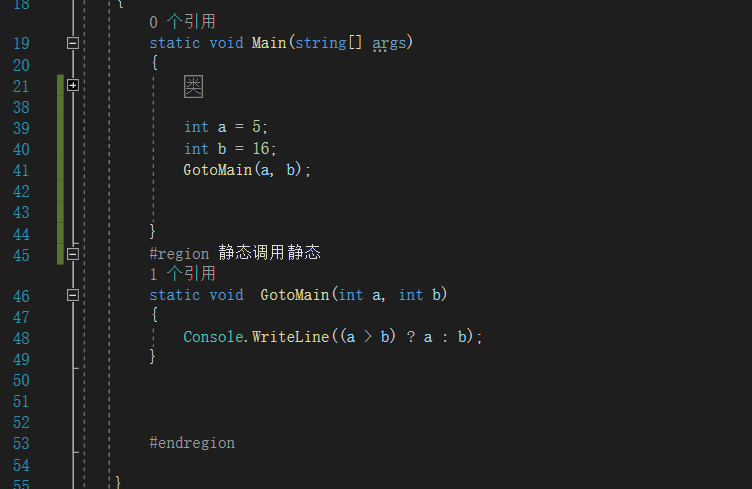 18 {
0 个引用
19 static void Main(string[] args)
20 {
21 类
38
39 int a = 5;
40 int b = 16;
41 GotoMain(a, b);
42
43
44 }
45 #region 静态调用静态
1 个引用
46 static void  GotoMain(int a, int b)
47 {
48 Console.WriteLine((a > b) ? a : b);
49 }
50
51
52
53 #endregion
54
55 }